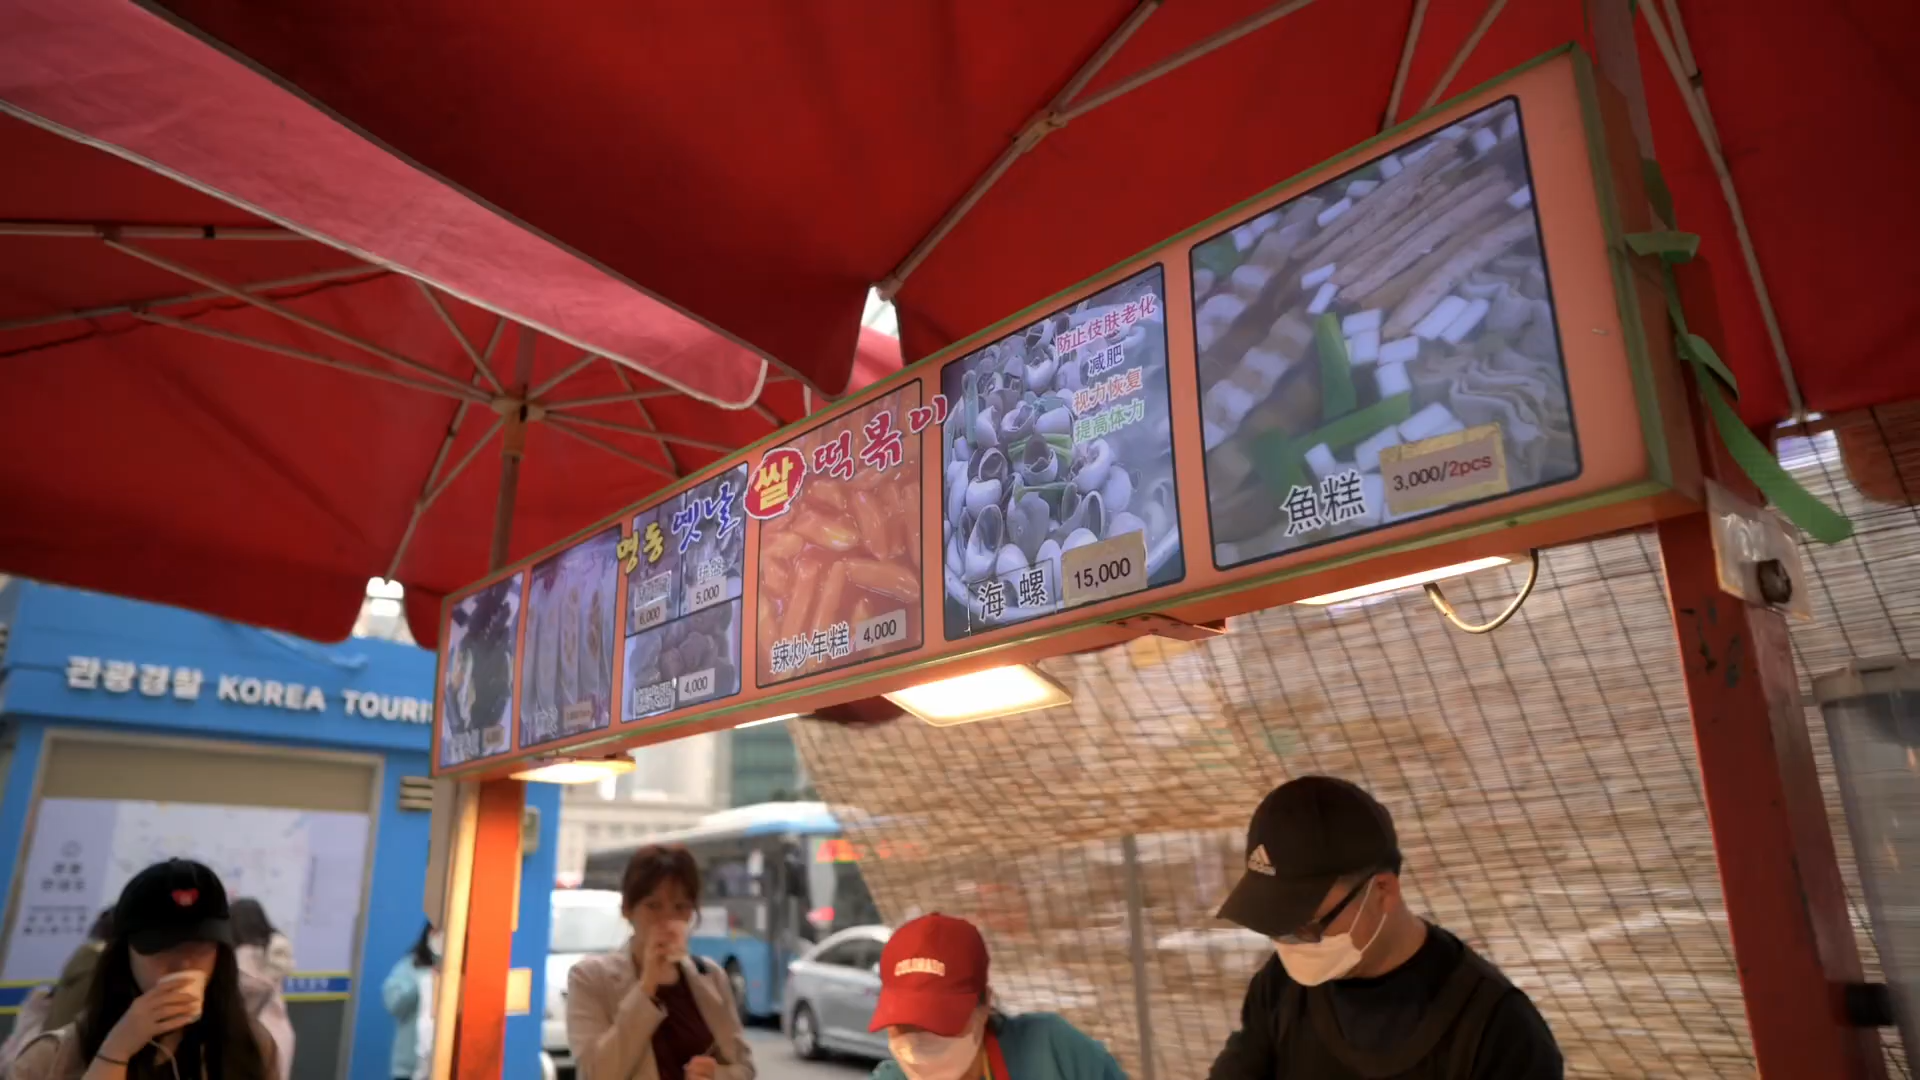 명동 옛날 쌀 떡볶이
6,000
5,000
4,000
辣炒年糕
4,000
防止伎肤老化
减肥
视力恢复
提高体力
海螺
15,000
魚糕
3,000/2pcs
관광경찰 KOREA TOURI
COLORADO